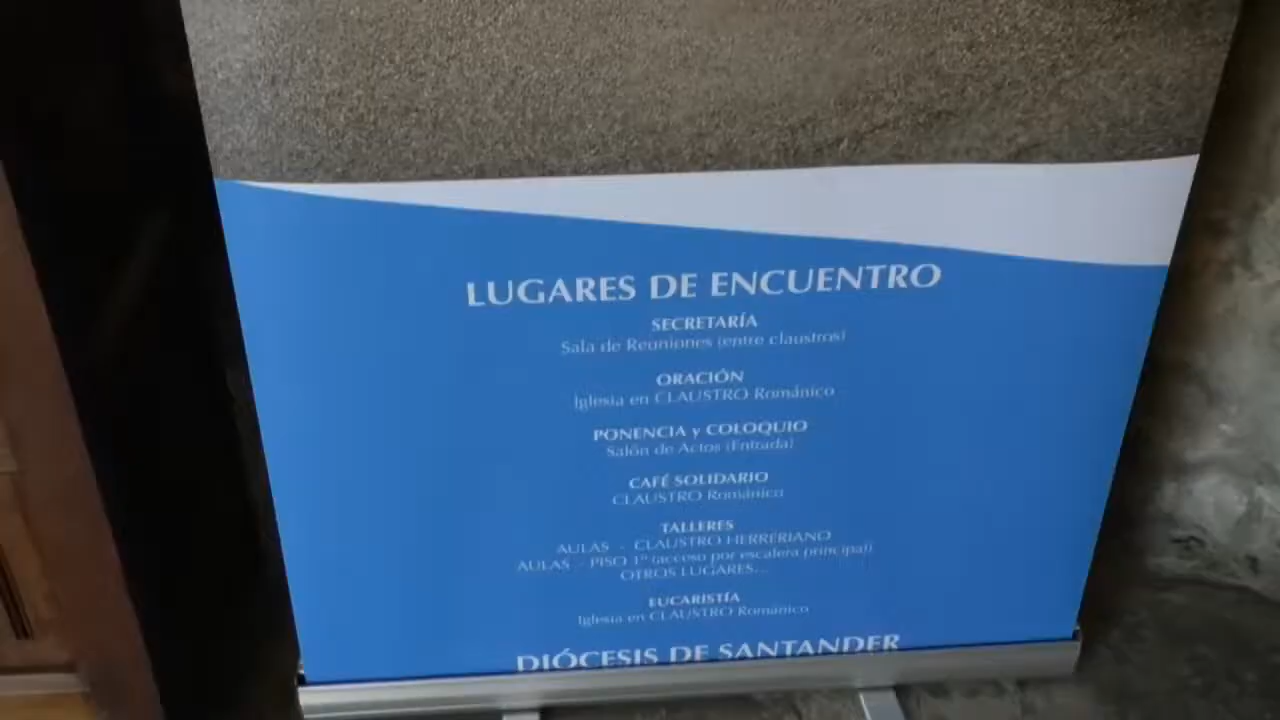 LUGARES DE ENCUENTRO
SECRETARÍA
Sala de Reuniones (entre claustros)
ORACIÓN
Iglesia en CLAUSTRO Románico
PONENCIA y COLOQUIO
Salón de Actos (Entrada)
CAFÉ SOLIDARIO
CLAUSTRO Románico
TALLERES
AULAS - CLAUSTRO HERRERIANO
AULAS - PISO 1º (acceso por escalera principal)
OTROS LUGARES...
EUCARISTÍA
Iglesia en CLAUSTRO Románico
DIÓCESIS DE SANTANDER